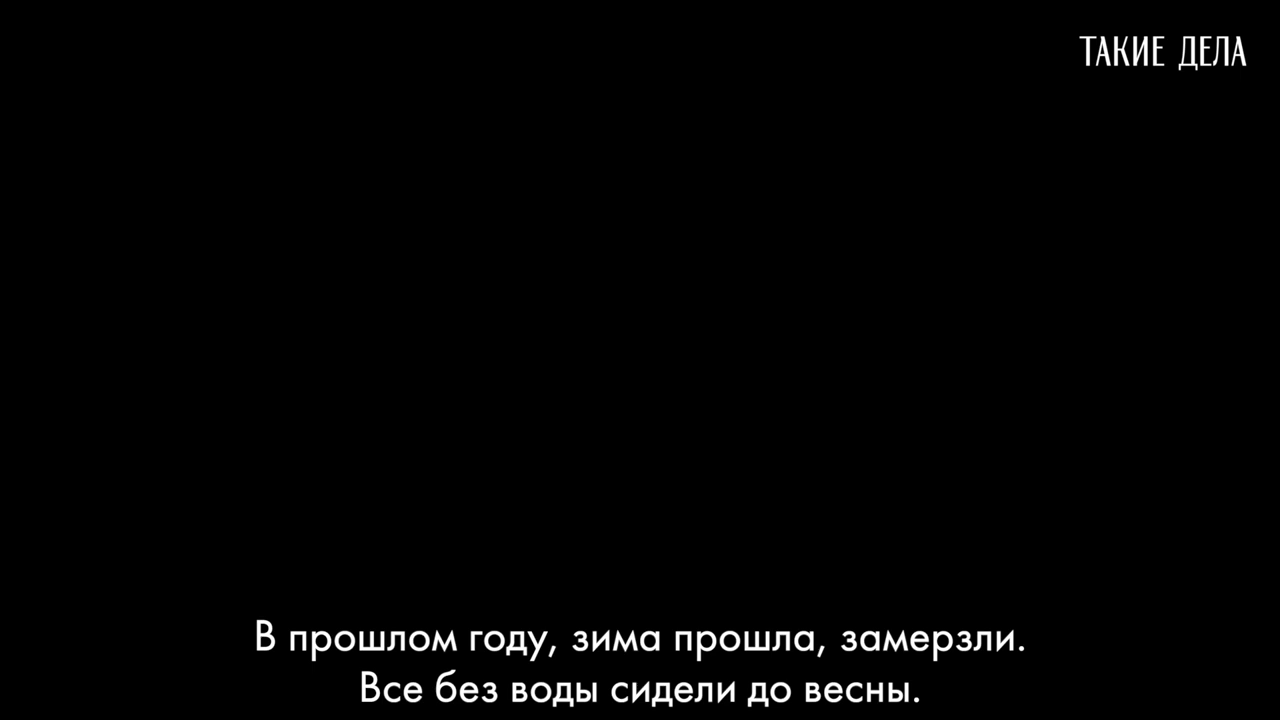 ТАКИЕ ДЕЛА
В прошлом году, зима прошла, замерзли.
Все без воды сидели до весны.